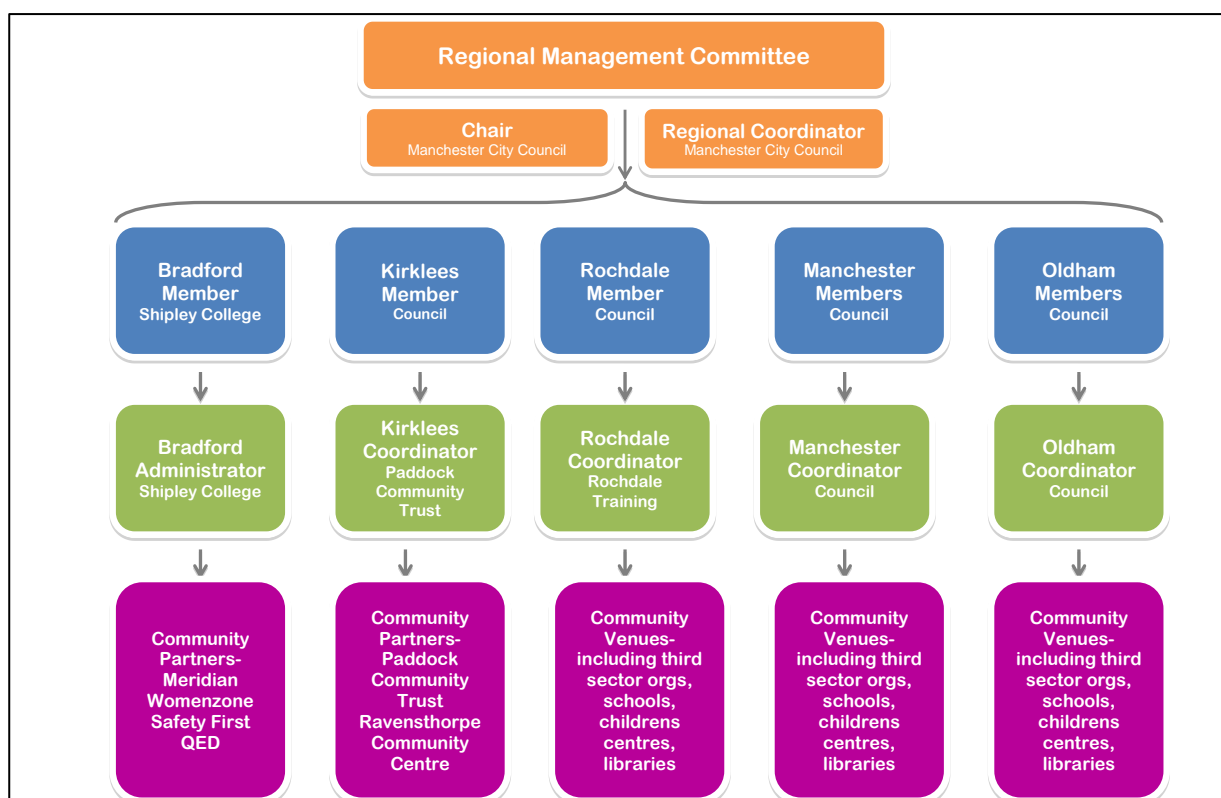 Regional Management Committee
Chair
Manchester City Council
Regional Coordinator
Manchester City Council
Bradford
Member
Shipley College
Kirklees
Member
Council
Rochdale
Member
Council
Manchester
Members
Council
Oldham
Members
Council
Bradford
Administrator
Shipley College
Kirklees
Coordinator
Paddock
Community
Trust
Rochdale
Coordinator
Rochdale
Training
Manchester
Coordinator
Council
Oldham
Coordinator
Council
Community
Partners-
Meridian
Womenzone
Safety First
QED
Community
Partners-
Paddock
Community
Trust
Ravensthorpe
Community
Centre
Community
Venues-
including third
sector orgs,
schools,
childrens
centres,
libraries
Community
Venues-
including third
sector orgs,
schools,
childrens
centres,
libraries
Community
Venues-
including third
sector orgs,
schools,
childrens
centres,
libraries